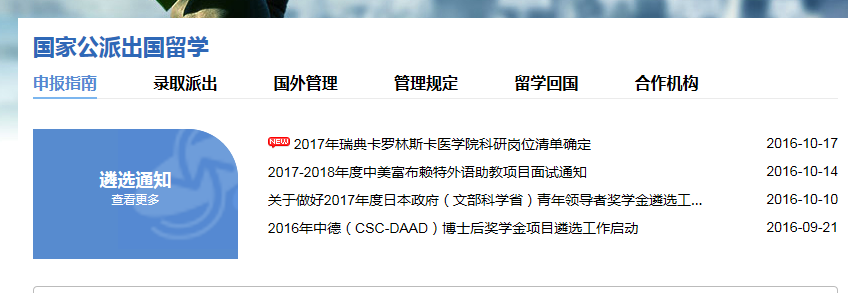 国家公派出国留学
申报指南 录取派出 国外管理 管理规定 留学回国 合作机构
遴选通知
查看更多
NEW 2017年瑞典卡罗林斯卡医学院科研岗位清单确定 2016-10-17
2017-2018年度中美富布赖特外语助教项目面试通知 2016-10-14
关于做好2017年度日本政府（文部科学省）青年领导者奖学金遴选工... 2016-10-10
2016年中德（CSC-DAAD）博士后奖学金项目遴选工作启动 2016-09-21